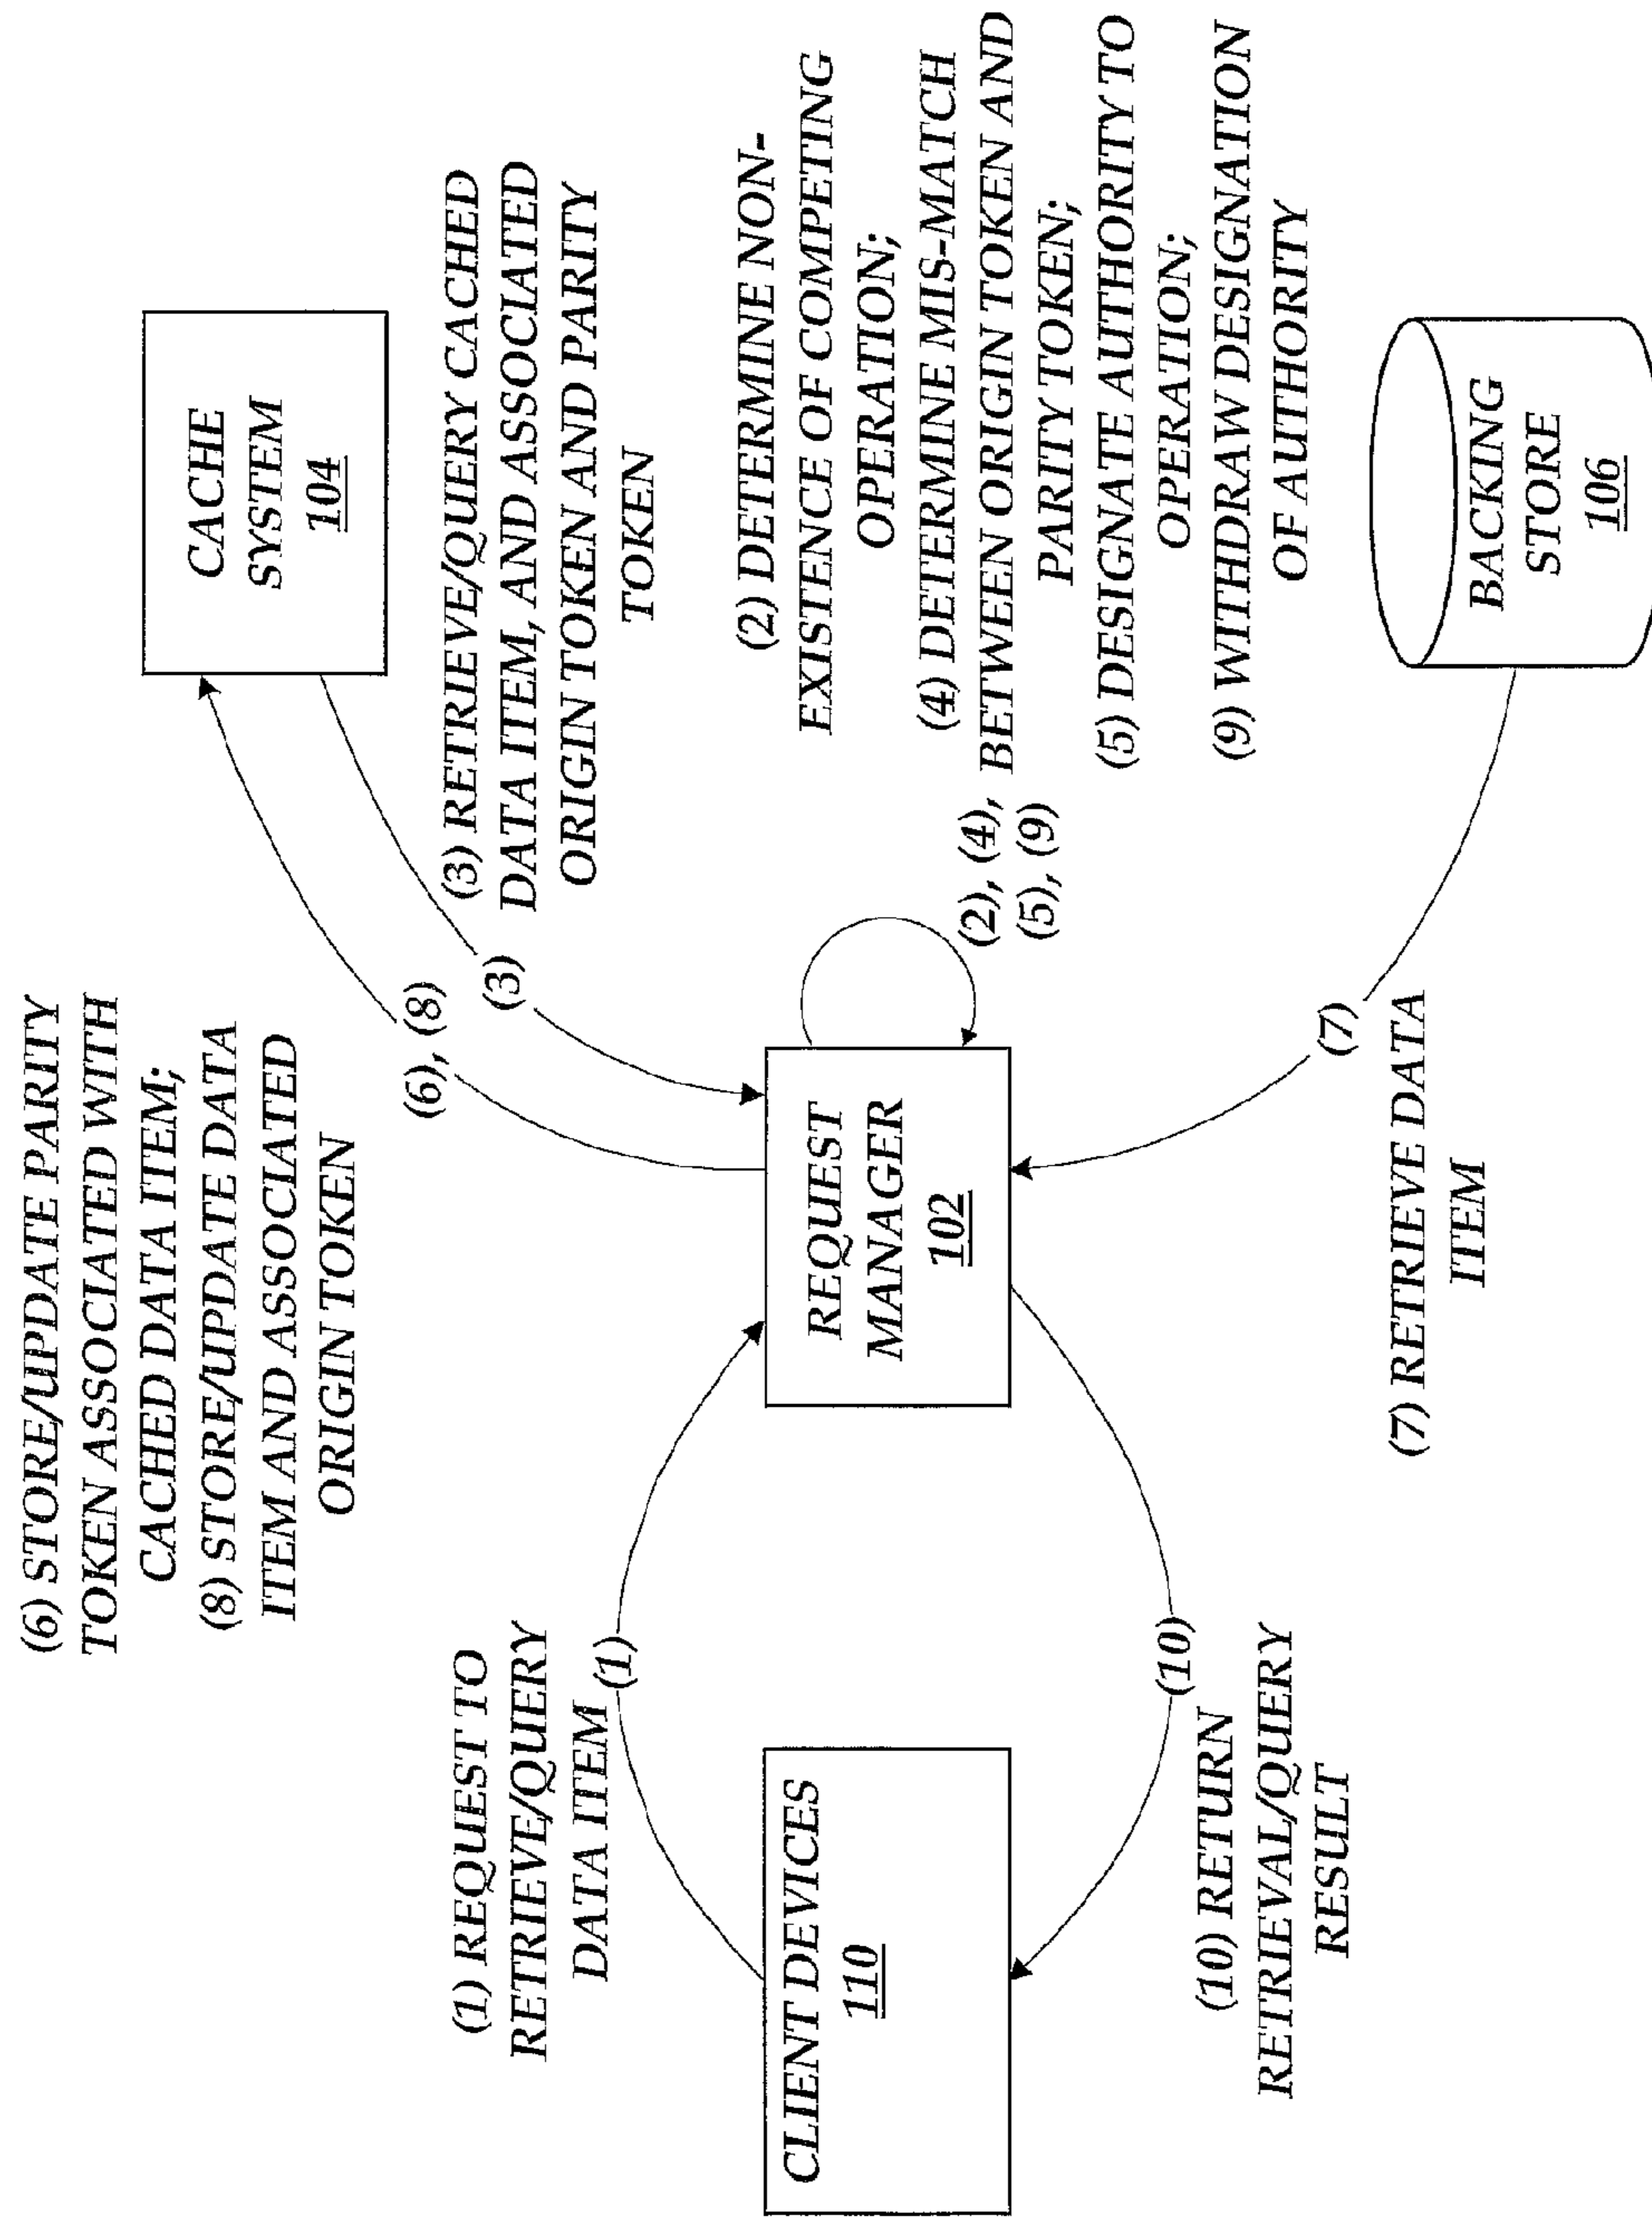 (6) STORE/UPDATE PARITY
TOKEN ASSOCIATED WITH
CACHED DATA ITEM;
(8) STORE/UPDATE DATA
ITEM AND ASSOCIATED
ORIGIN TOKEN
CACHE
SYSTEM
104
(6), (8)
(3)
(3) RETRIEVE/QUERY CACHED
DATA ITEM, AND ASSOCIATED
ORIGIN TOKEN AND PARITY
TOKEN
(1) REQUEST TO
RETRIEVE/QUERY
DATA ITEM
(1)
CLIENT DEVICES
110
REQUEST
MANAGER
102
(2), (4),
(5), (9)
(2) DETERMINE NON-
EXISTENCE OF COMPETING
OPERATION;
(4) DETERMINE MIS-MATCH
BETWEEN ORIGIN TOKEN AND
PARITY TOKEN;
(5) DESIGNATE AUTHORITY TO
OPERATION;
(9) WITHDRAW DESIGNATION
OF AUTHORITY
(10)
(10) RETURN
RETRIEVAL/QUERY
RESULT
(7)
(7) RETRIEVE DATA
ITEM
BACKING
STORE
106